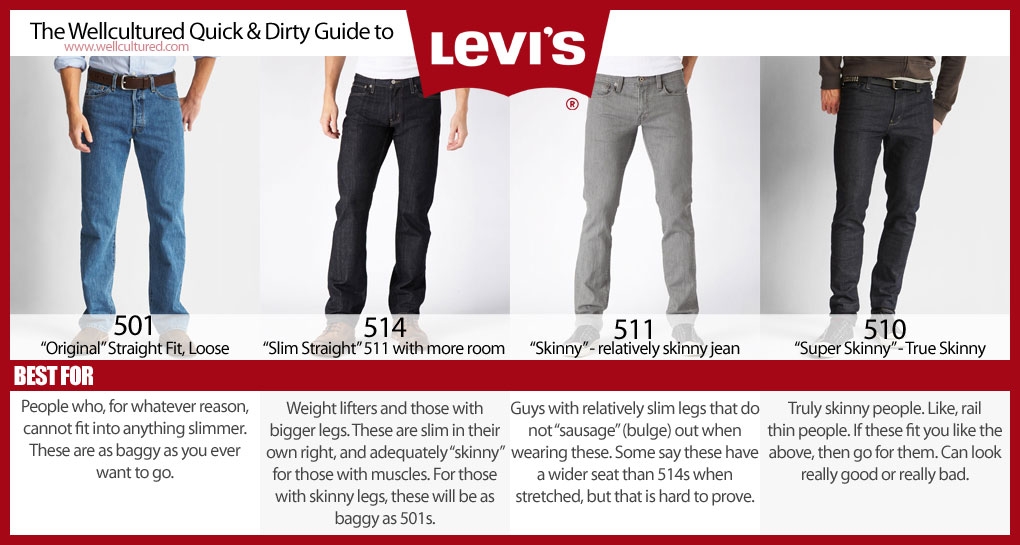 The Wellcultured Quick & Dirty Guide to
www.wellcultured.com
LEVI'S
®
501
"Original" Straight Fit, Loose
514
"Slim Straight" 511 with more room
511
"Skinny" - relatively skinny jean
510
"Super Skinny" - True Skinny
BEST FOR
People who, for whatever reason,
cannot fit into anything slimmer.
These are as baggy as you ever
want to go.
Weight lifters and those with
bigger legs. These are slim in their
own right, and adequately "skinny"
for those with muscles. For those
with skinny legs, these will be as
baggy as 501s.
Guys with relatively slim legs that do
not "sausage" (bulge) out when
wearing these. Some say these have
a wider seat than 514s when
stretched, but that is hard to prove.
Truly skinny people. Like, rail
thin people. If these fit you like the
above, then go for them. Can look
really good or really bad.